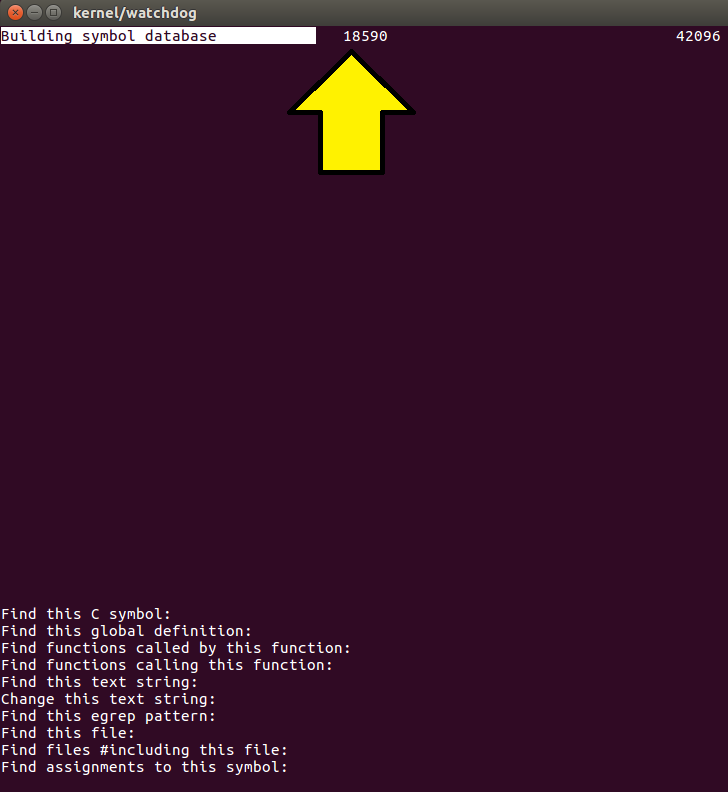 kernel/watchdog
Building symbol database 18590 42096
Find this C symbol:
Find this global definition:
Find functions called by this function:
Find functions calling this function:
Find this text string:
Change this text string:
Find this egrep pattern:
Find this file:
Find files #including this file:
Find assignments to this symbol: